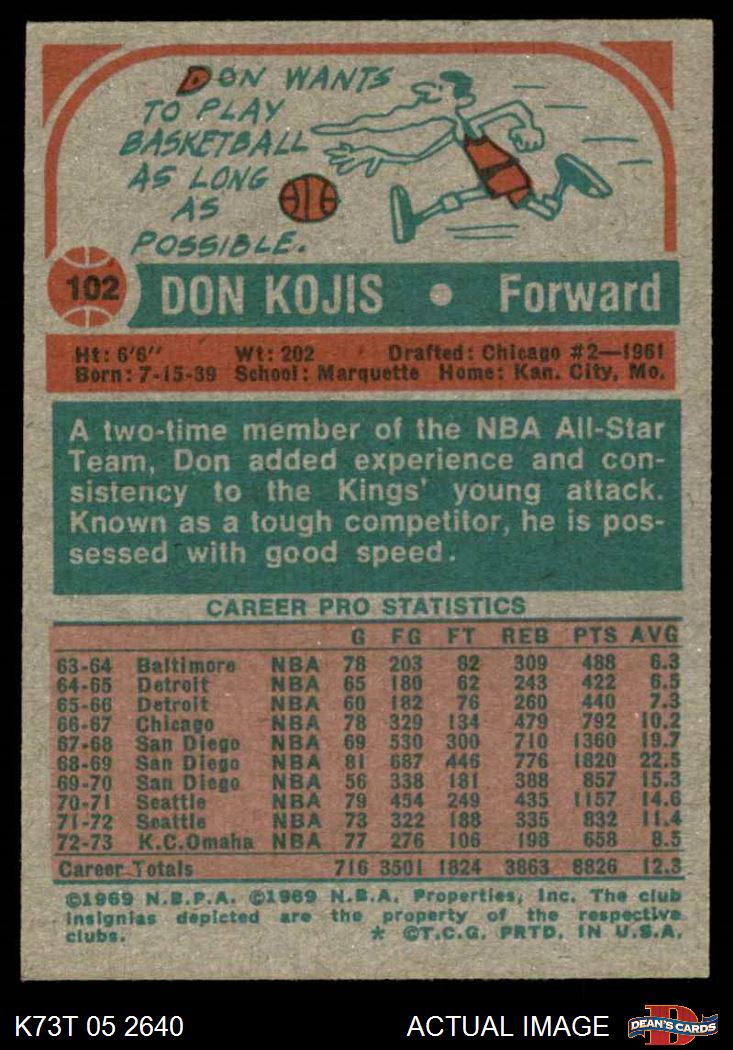 DON WANTS
TO PLAY
BASKETBALL
AS LONG
AS
POSSIBLE.
102 DON KOJIS • Forward
Ht: 6'6" Wt: 202 Drafted: Chicago #2—1961
Born: 7-15-39 School: Marquette Home: Kan. City, Mo.
A two-time member of the NBA All-Star
Team, Don added experience and con-
sistency to the Kings' young attack.
Known as a tough competitor, he is pos-
sessed with good speed.
CAREER PRO STATISTICS
G FG FT REB PTS AVG
63-64 Baltimore NBA 78 203 82 309 488 6.3
64-65 Detroit NBA 65 180 62 243 422 6.5
65-66 Detroit NBA 60 182 76 260 440 7.3
66-67 Chicago NBA 78 329 134 479 792 10.2
67-68 San Diego NBA 69 530 300 710 1360 19.7
68-69 San Diego NBA 81 687 446 776 1820 22.5
69-70 San Diego NBA 56 338 181 388 857 15.3
70-71 Seattle NBA 79 454 249 435 1157 14.6
71-72 Seattle NBA 73 322 188 335 832 11.4
72-73 K.C.Omaha NBA 77 276 106 198 658 8.5
Career Totals 716 3501 1824 3863 8826 12.3
©1969 N.B.P.A. ©1969 N.B.A. Properties, Inc. The club
insignias depicted are the property of the respective
clubs. * ©T.C.G. PRTD. IN U.S.A.
K73T 05 2640 ACTUAL IMAGE D DEAN'S CARDS